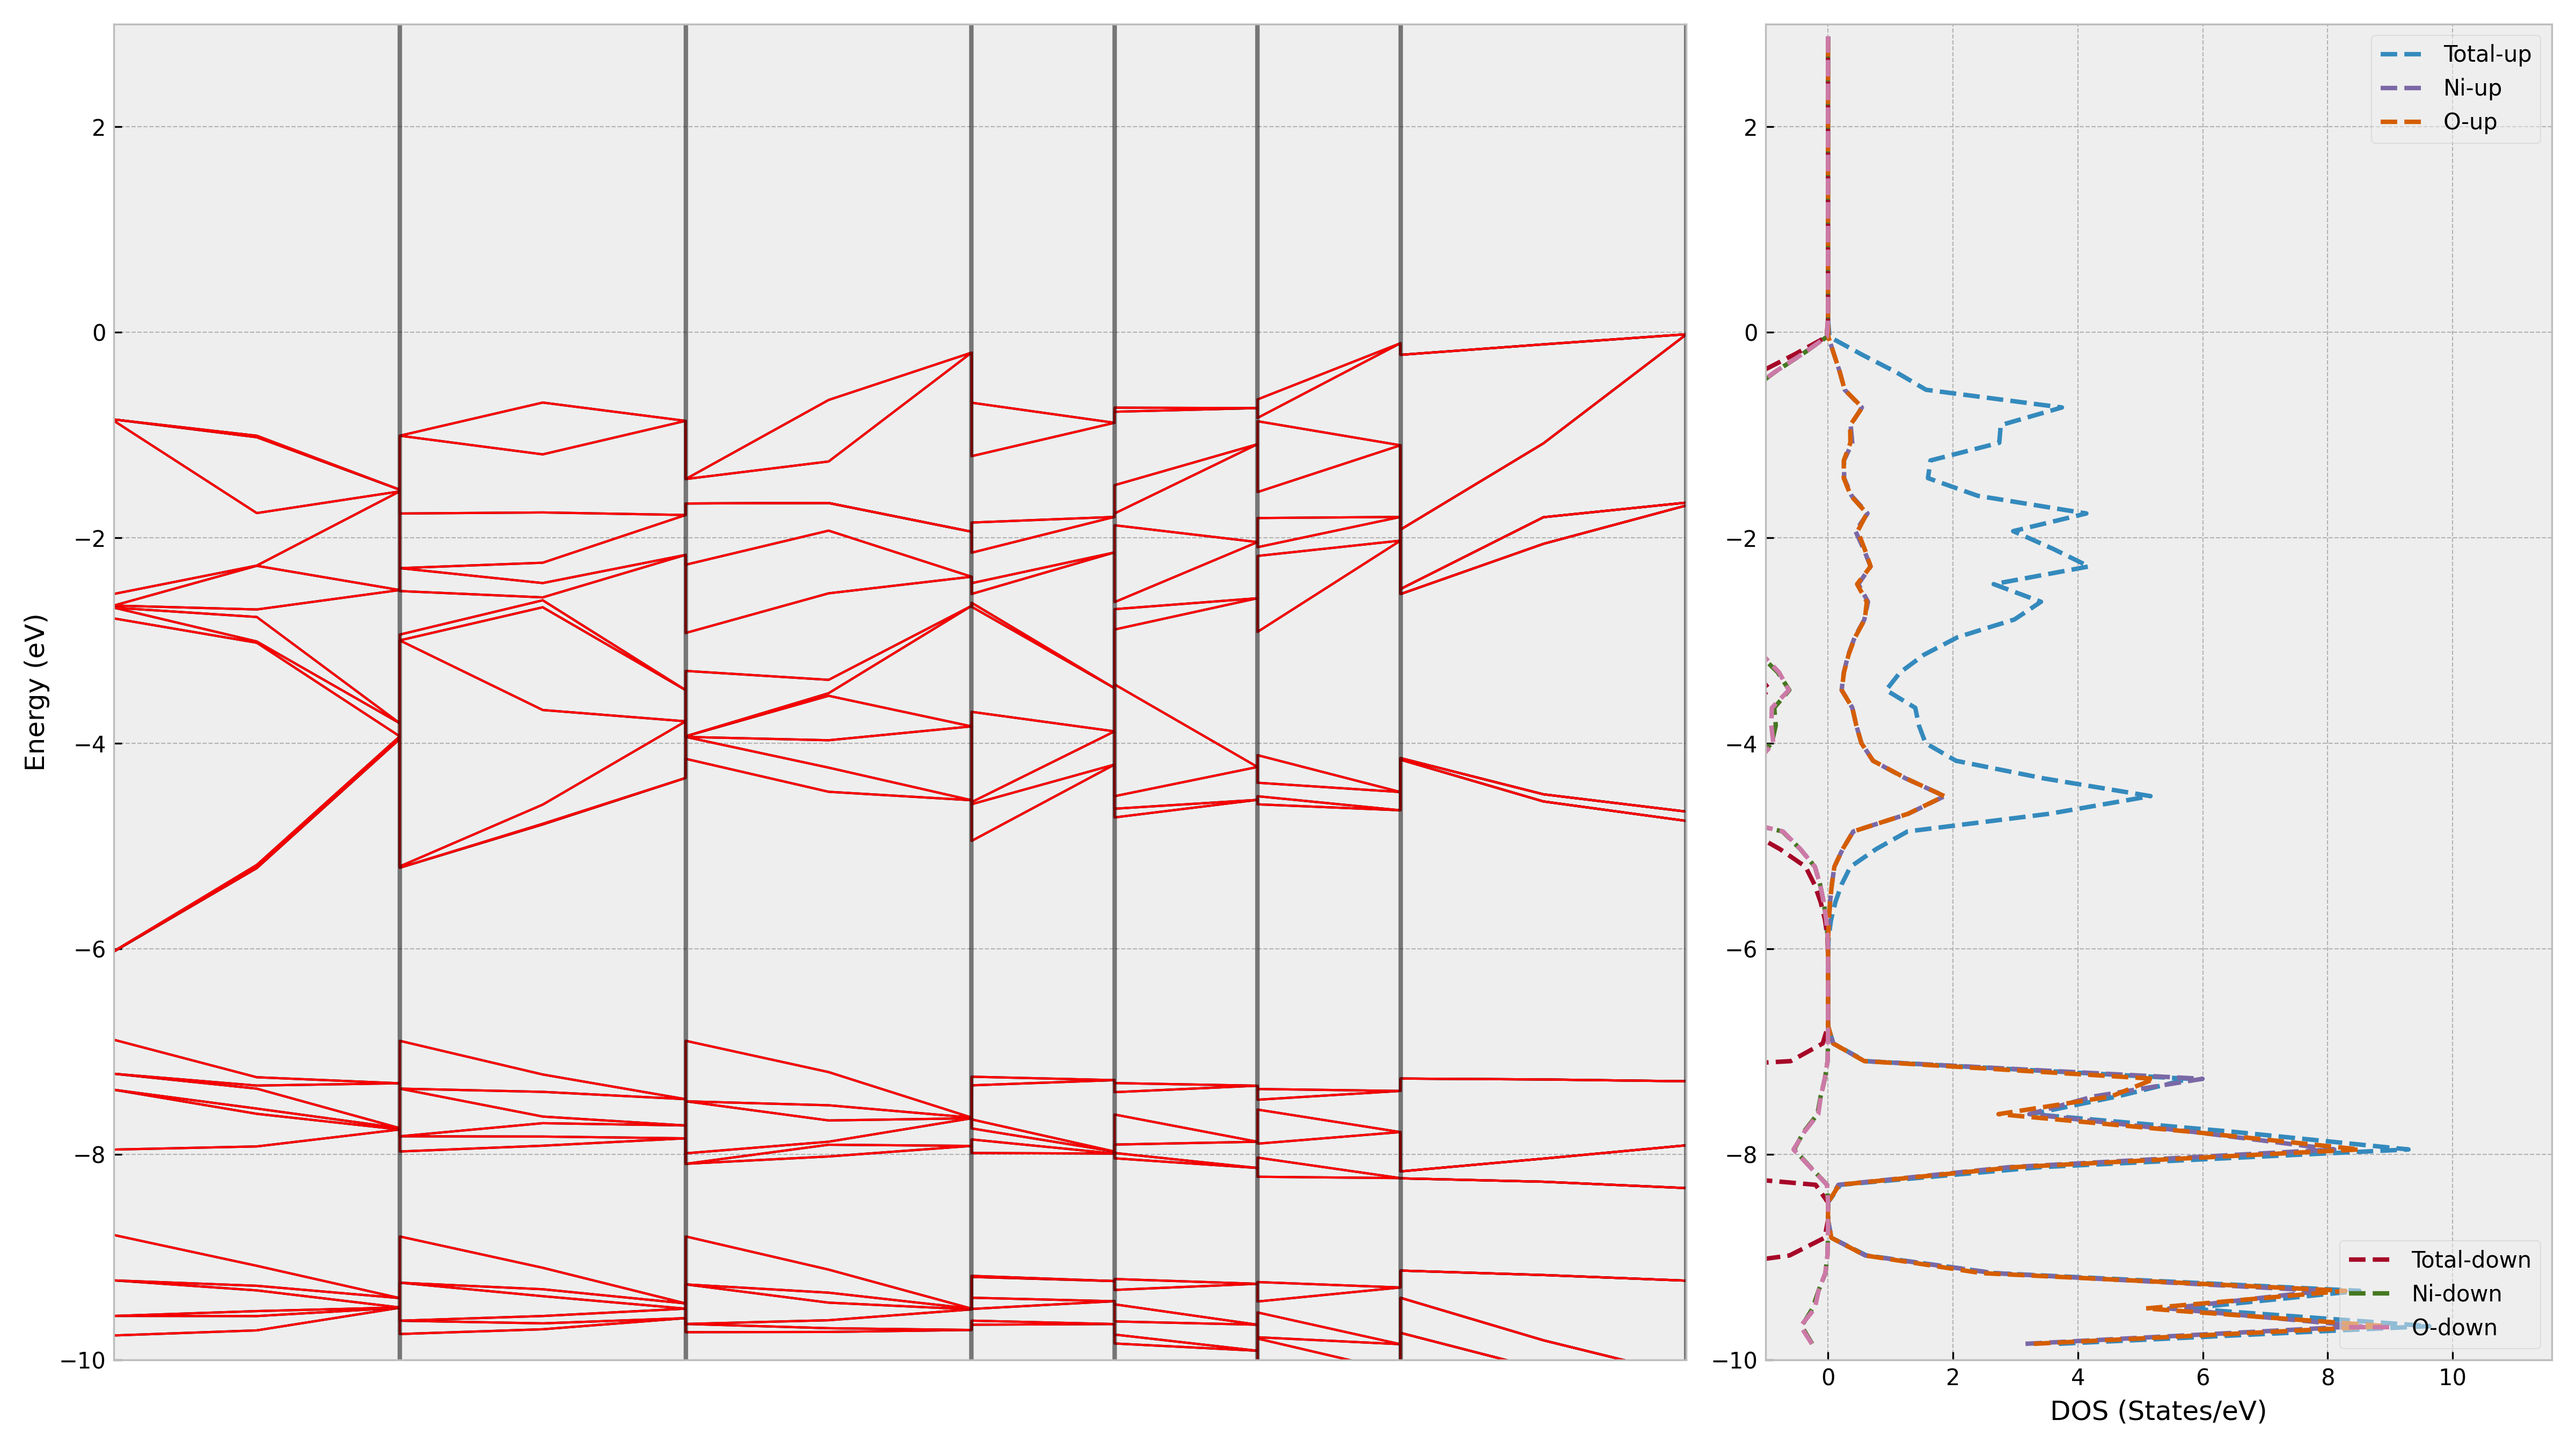 2
0
−2
−4
−6
−8
−10
Energy (eV)
2
0
−2
−4
−6
−8
−10
0 2 4 6 8 10
DOS (States/eV)
Total-up
Ni-up
O-up
Total-down
Ni-down
O-down